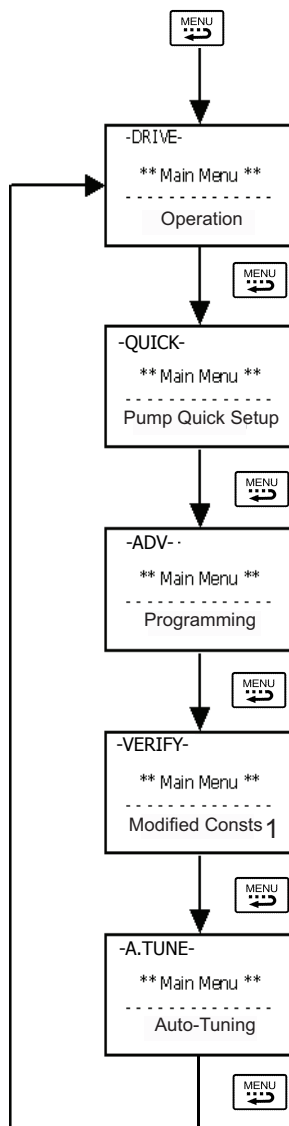 MENU
-DRIVE-
** Main Menu **
- - - - - - - - - - - - - -
Operation
MENU
-QUICK-
** Main Menu **
- - - - - - - - - - - - - -
Pump Quick Setup
MENU
-ADV-·
** Main Menu **
- - - - - - - - - - - - - -
Programming
MENU
-VERIFY-
** Main Menu **
- - - - - - - - - - - - - -
Modified Consts 1
MENU
-A.TUNE-
** Main Menu **
- - - - - - - - - - - - - -
Auto-Tuning
MENU